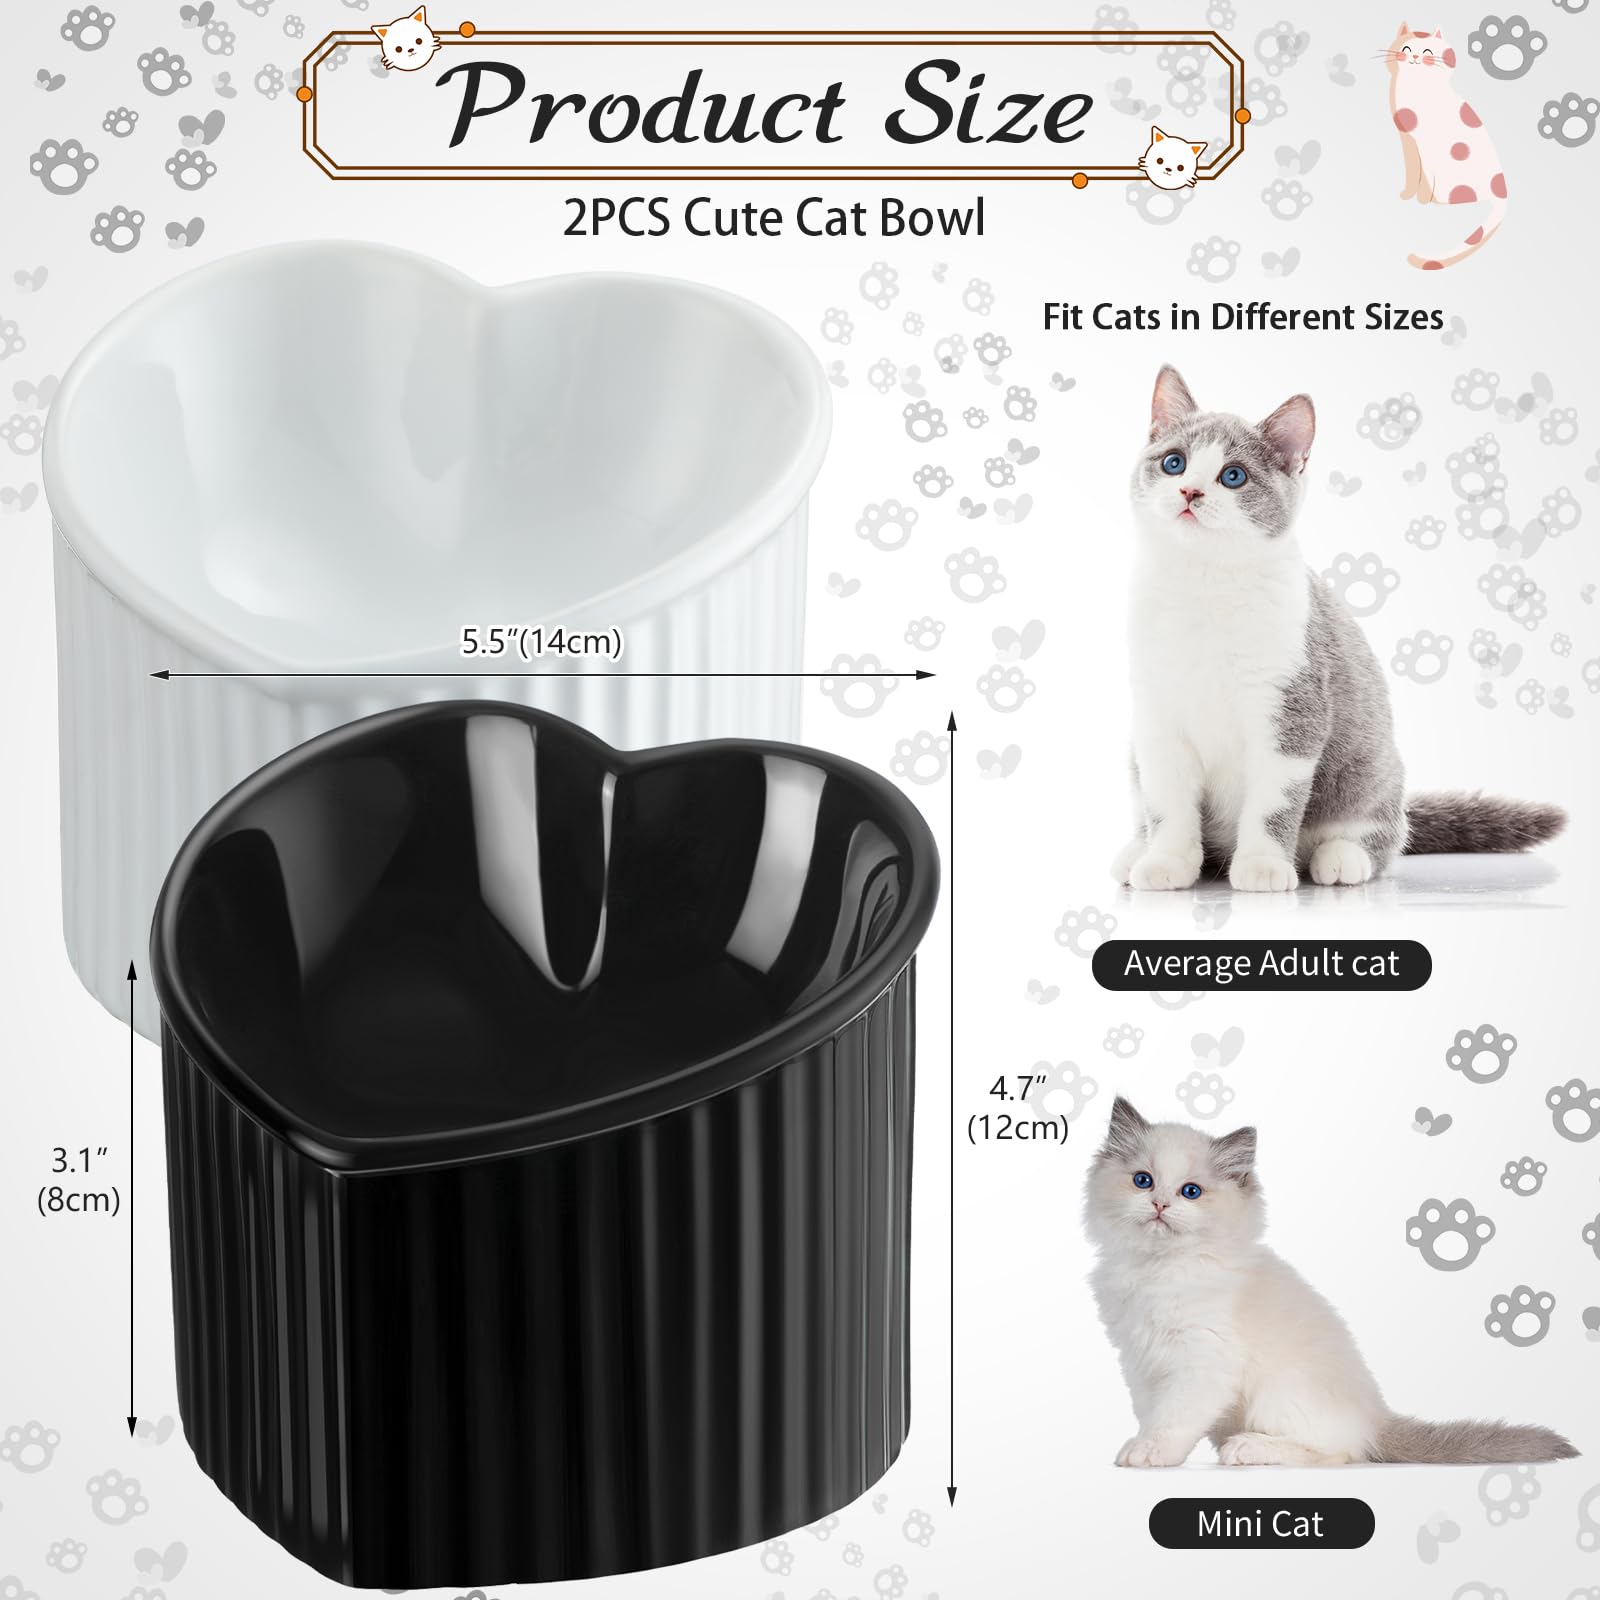 Product Size
2PCS Cute Cat Bowl
Fit Cats in Different Sizes
5.5”(14cm)
Average Adult cat
4.7”
(12cm)
3.1”
(8cm)
Mini Cat